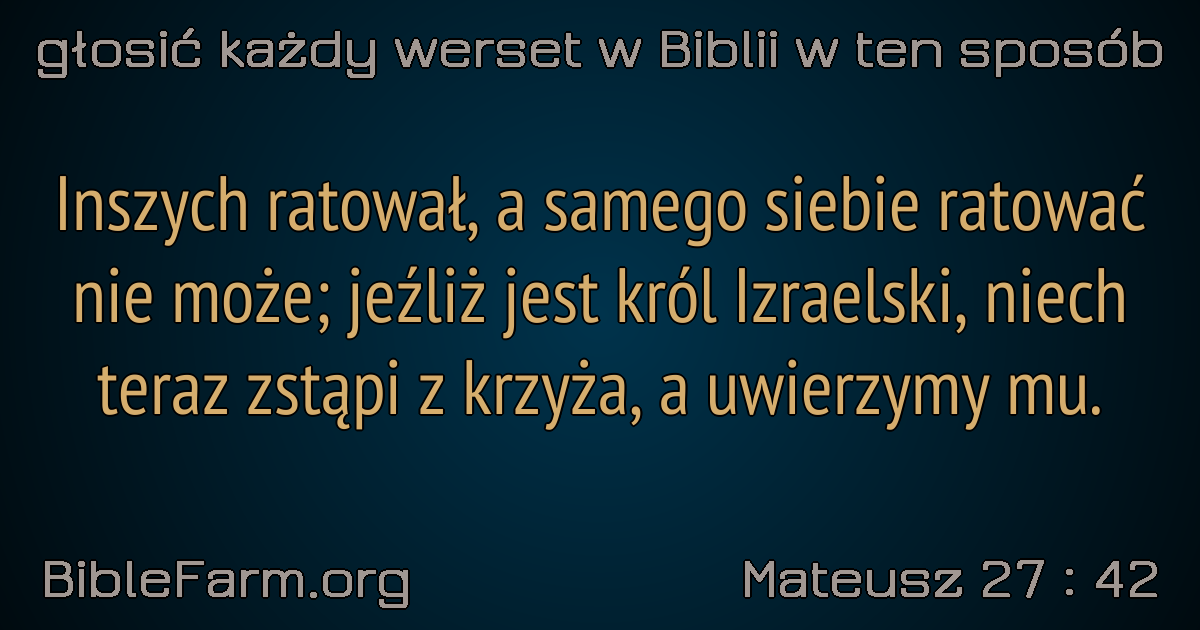 głosić każdy werset w Biblii w ten sposób
Inszych ratował, a samego siebie ratować
nie może; jeźliż jest król Izraelski, niech
teraz zstąpi z krzyża, a uwierzymy mu.
BibleFarm.org
Mateusz 27 : 42